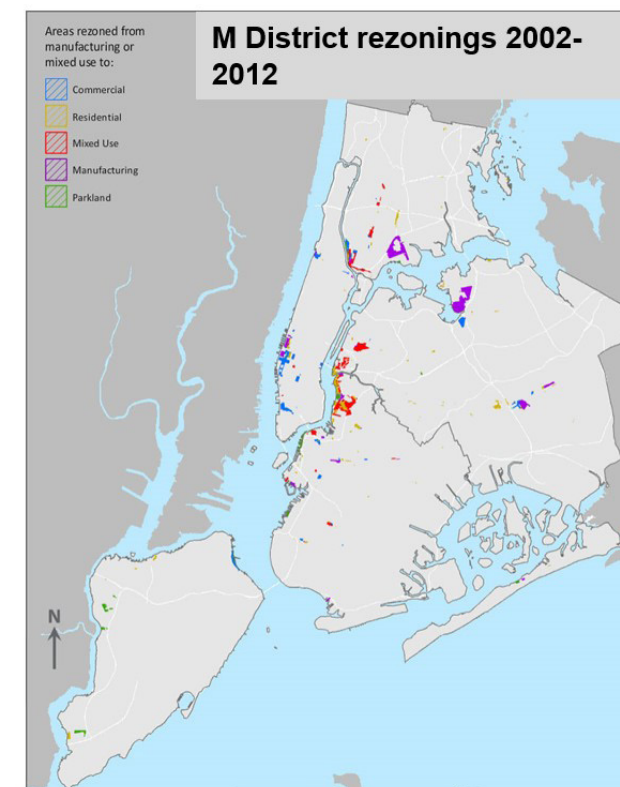 Areas rezoned from
manufacturing or
mixed use to:
Commercial
Residential
Mixed Use
Manufacturing
Parkland
M District rezonings 2002-
2012
N